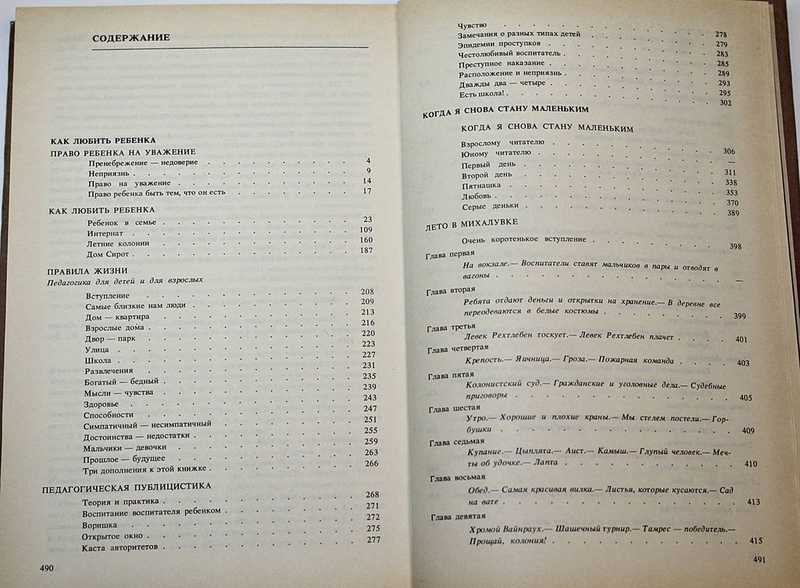 СОДЕРЖАНИЕ
КАК ЛЮБИТЬ РЕБЕНКА
ПРАВО РЕБЕНКА НА УВАЖЕНИЕ
Пренебрежение — недоверие . . . . . . . . . . 4
Неприязнь . . . . . . . . . . 9
Право на уважение . . . . . . . . . . 14
Право ребенка быть тем, что он есть . . . . . . . . . . 17
КАК ЛЮБИТЬ РЕБЕНКА
Ребенок в семье . . . . . . . . . . 23
Интернат . . . . . . . . . . 109
Летние колонии . . . . . . . . . . 160
Дом Сирот . . . . . . . . . . 187
ПРАВИЛА ЖИЗНИ
Педагогика для детей и для взрослых
Вступление . . . . . . . . . . 208
Самые близкие нам люди . . . . . . . . . . 209
Дом — квартира . . . . . . . . . . 213
Взрослые дома . . . . . . . . . . 216
Двор — парк . . . . . . . . . . 220
Улица . . . . . . . . . . 223
Школа . . . . . . . . . . 227
Развлечения . . . . . . . . . . 231
Богатый — бедный . . . . . . . . . . 235
Мысли — чувства . . . . . . . . . . 239
Здоровье . . . . . . . . . . 243
Способности . . . . . . . . . . 247
Симпатичный — несимпатичный . . . . . . . . . . 251
Достоинства — недостатки . . . . . . . . . . 255
Мальчики — девочки . . . . . . . . . . 259
Прошлое — будущее . . . . . . . . . . 263
Три дополнения к этой книжке . . . . . . . . . . 266
ПЕДАГОГИЧЕСКАЯ ПУБЛИЦИСТИКА
Теория и практика . . . . . . . . . . 268
Воспитание воспитателя ребенком . . . . . . . . . . 271
Воришка . . . . . . . . . . 272
Открытое окно . . . . . . . . . . 275
Каста авторитетов . . . . . . . . . . 277
490
Чувство . . . . . . . . . . 278
Замечания о разных типах детей . . . . . . . . . . 279
Эпидемии проступков . . . . . . . . . . 283
Честолюбивый воспитатель . . . . . . . . . . 285
Преступное наказание . . . . . . . . . . 289
Расположение и неприязнь . . . . . . . . . . 293
Дважды два — четыре . . . . . . . . . . 295
Есть школа! . . . . . . . . . . 302
КОГДА Я СНОВА СТАНУ МАЛЕНЬКИМ
КОГДА Я СНОВА СТАНУ МАЛЕНЬКИМ
Взрослому читателю . . . . . . . . . . 306
Юному читателю . . . . . . . . . . —
Первый день . . . . . . . . . . 311
Второй день . . . . . . . . . . 338
Пятнашка . . . . . . . . . . 353
Любовь . . . . . . . . . . 370
Серые деньки . . . . . . . . . . 389
ЛЕТО В МИХАЛУВКЕ
Очень коротенькое вступление . . . . . . . . . . 398
Глава первая
На вокзале.— Воспитатели ставят мальчиков в пары и отводят в
вагоны . . . . . . . . . . —
Глава вторая
Ребята отдают деньги и открытки на хранение.— В деревне все
переодеваются в белые костюмы . . . . . . . . . . 399
Глава третья
Левек Рехтлебен тоскует.— Левек Рехтлебен плачет . . . . 401
Глава четвертая
Крепость.— Яичница.— Гроза.— Пожарная команда . . . . 403
Глава пятая
Колонистский суд.— Гражданские и уголовные дела.— Судебные
приговоры . . . . . . . . . . 405
Глава шестая
Утро.— Хорошие и плохие краны.— Мы стелем постела.— Гор-
бушки . . . . . . . . . . 409
Глава седьмая
Купание.— Цыплята.— Аист.— Камыш.— Глупый человек.— Меч-
ты об удочке.— Лапта . . . . . . . . . . 410
Глава восьмая
Обед.— Самая красивая вилка.— Листья, которые кусаются.— Сад
на вате . . . . . . . . . . 413
Глава девятая
Хромой Вайнраух.— Шашечный турнир.— Тамрес — победитель.—
Прощай, колония! . . . . . . . . . . 415
491